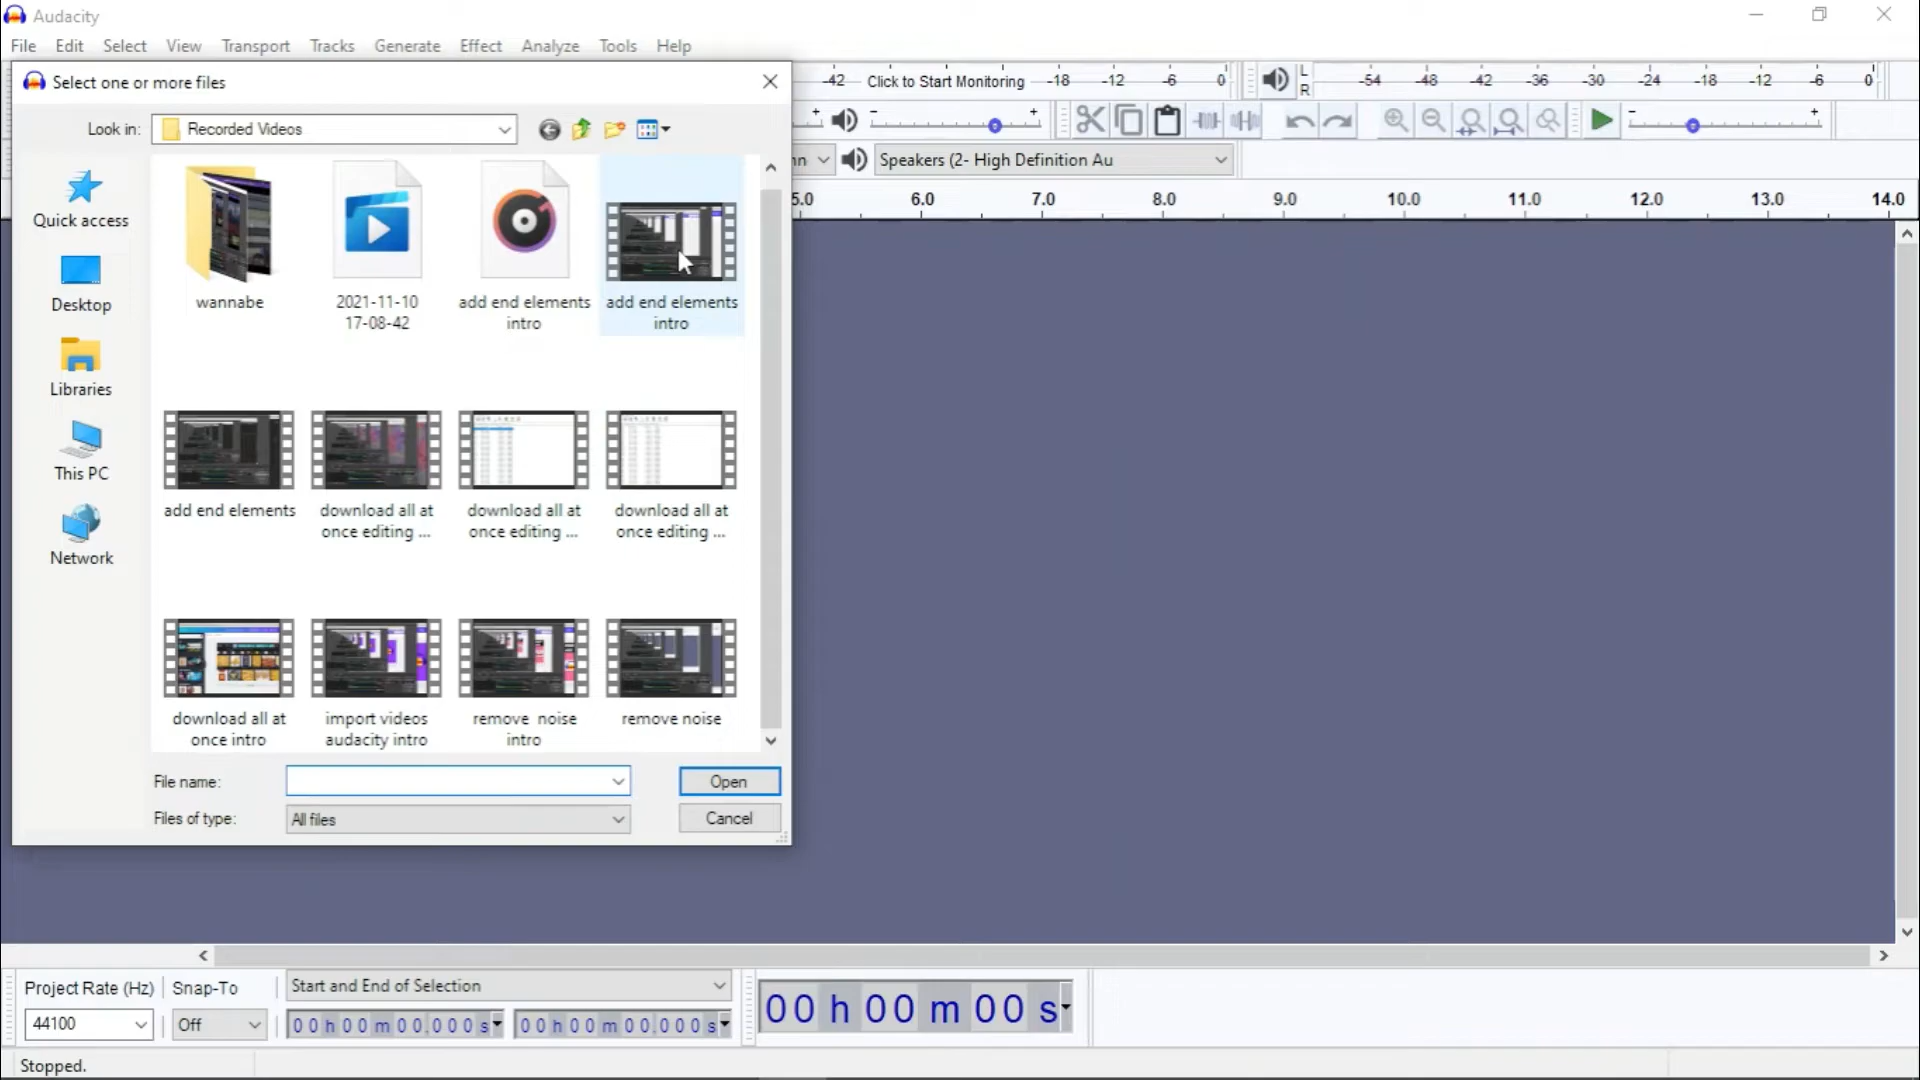 Audacity
File Edit Select View Transport Tracks Generate Effect Analyze Tools Help
Select one or more files
-42 Click to Start Monitoring -18 -12 -6 0
L
R
-54 -48 -42 -36 -30 -24 -18 -12 -6 0
Look in: Recorded Videos
nn
Speakers (2- High Definition Au
5.0 6.0 7.0 8.0 9.0 10.0 11.0 12.0 13.0 14.0
Quick access
Desktop
Libraries
This PC
Network
wannabe
2021-11-10
17-08-42
add end elements
intro
add end elements
intro
add end elements
download all at
once editing ...
download all at
once editing ...
download all at
once editing ...
download all at
once intro
import videos
audacity intro
remove noise
intro
remove noise
File name:
Open
Files of type: All files
Cancel
Project Rate (Hz) Snap-To Start and End of Selection
44100 Off 00 h 00 m 00.000 s 00 h 00 m 00.000 s
00 h 00 m 00 s
Stopped.